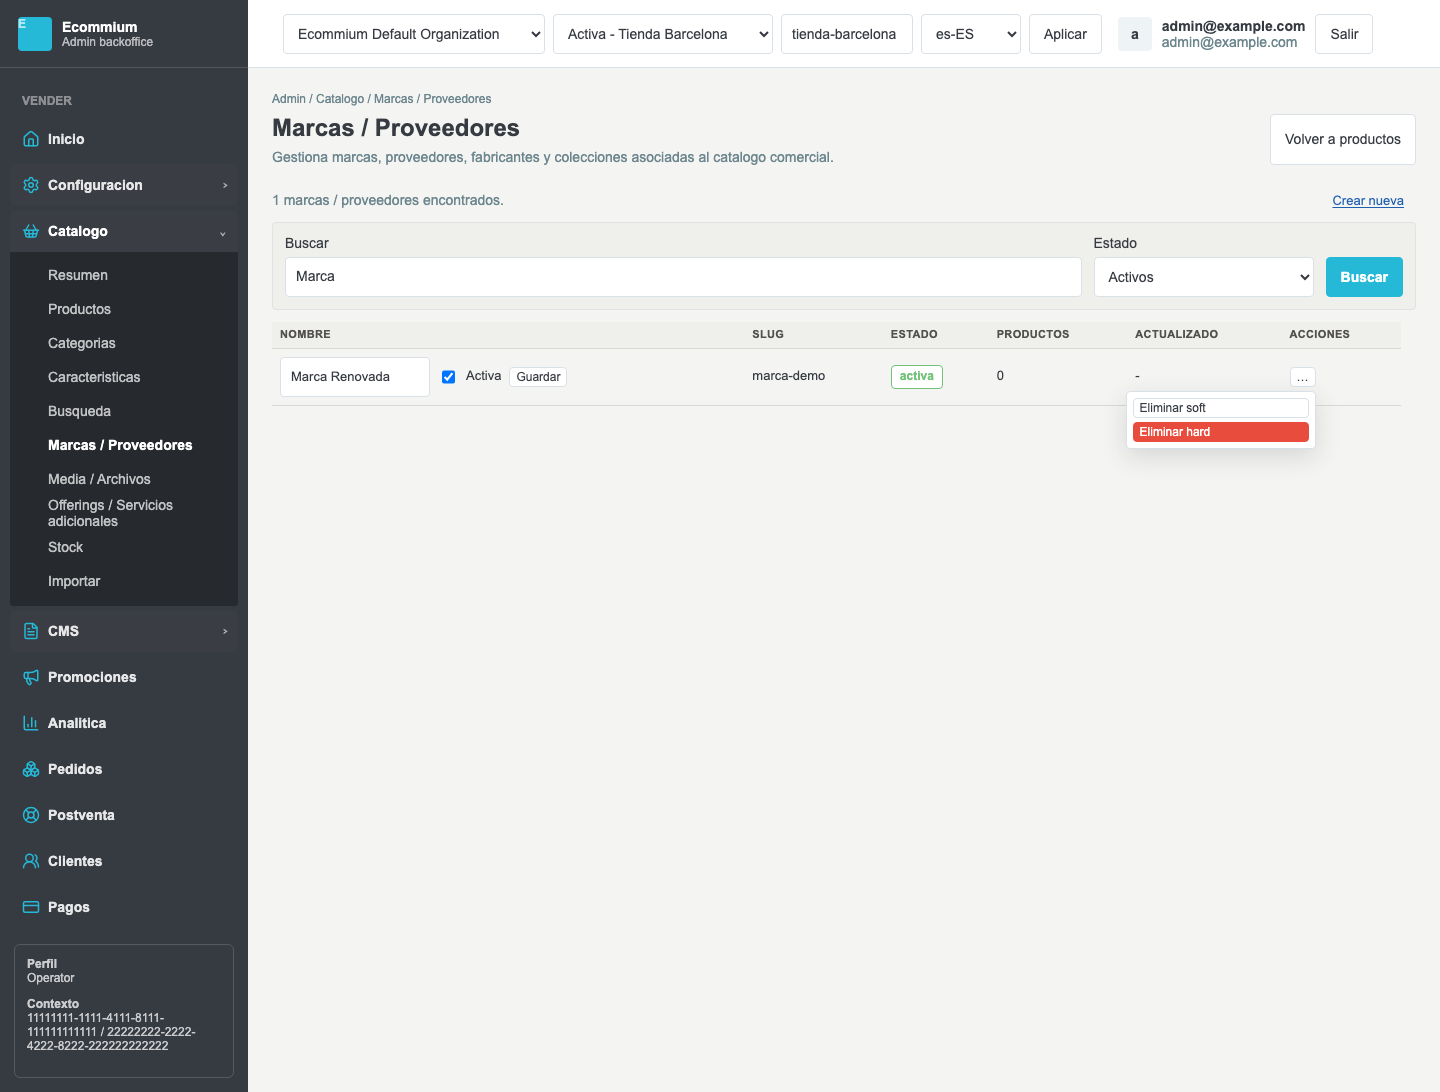 E
Ecommium
Admin backoffice
Ecommium Default Organization
Activa - Tienda Barcelona
tienda-barcelona
es-ES
Aplicar
a
admin@example.com
admin@example.com
Salir
VENDER
Inicio
Configuracion
Catalogo
Resumen
Productos
Categorias
Caracteristicas
Busqueda
Marcas / Proveedores
Media / Archivos
Offerings / Servicios
adicionales
Stock
Importar
CMS
Promociones
Analitica
Pedidos
Postventa
Clientes
Pagos
Perfil
Operator
Contexto
11111111-1111-4111-8111-
111111111111 / 22222222-2222-
4222-8222-222222222222
Admin / Catalogo / Marcas / Proveedores
Marcas / Proveedores
Gestiona marcas, proveedores, fabricantes y colecciones asociadas al catalogo comercial.
Volver a productos
1 marcas / proveedores encontrados.
Crear nueva
Buscar
Estado
Marca
Activos
Buscar
NOMBRE SLUG ESTADO PRODUCTOS ACTUALIZADO ACCIONES
Marca Renovada Activa Guardar marca-demo activa 0 - ...
Eliminar soft
Eliminar hard